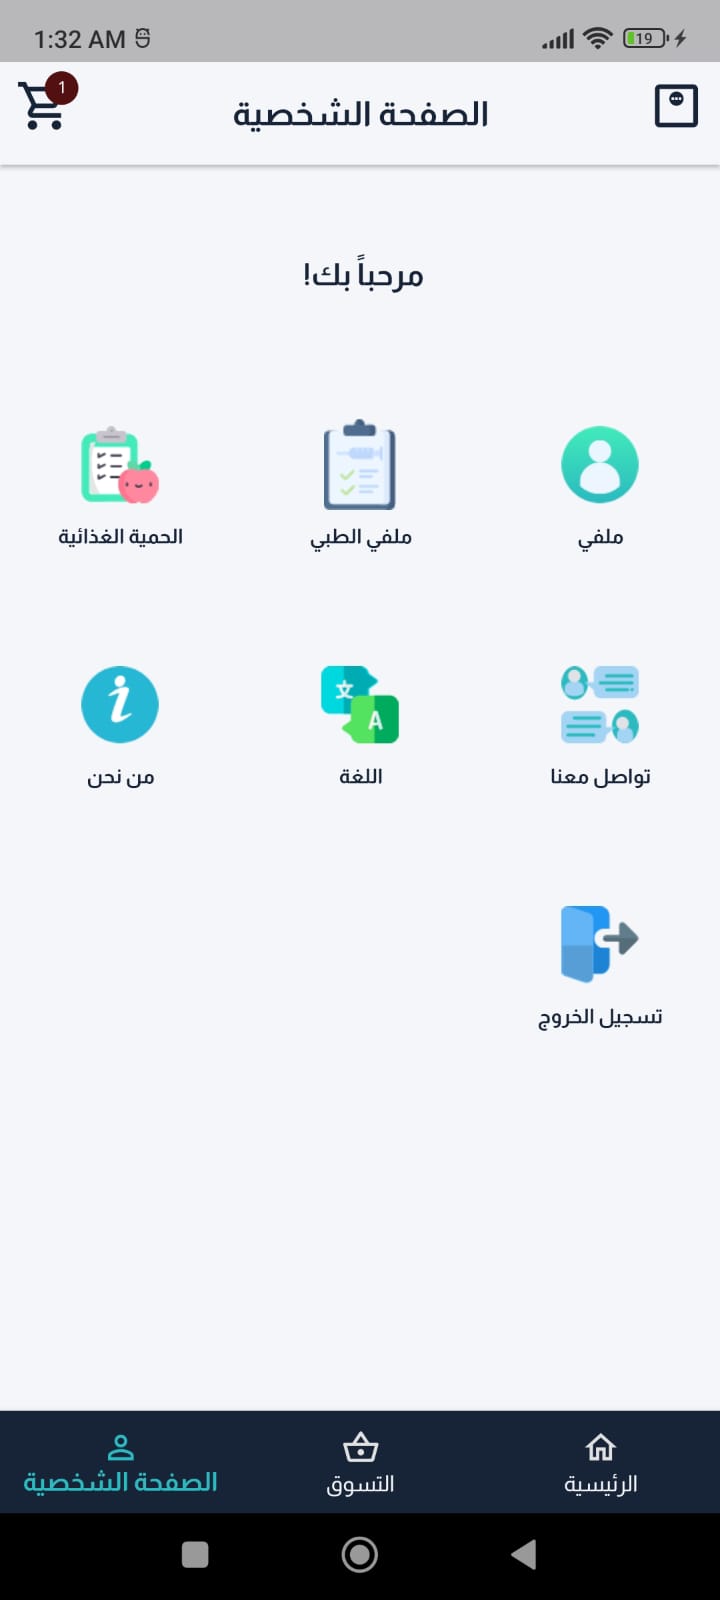 1:32 AM
19
1
الصفحة الشخصية
مرحباً بك!
ملفي
ملفي الطبي
الحمية الغذائية
文
A
تواصل معنا
اللغة
من نحن
تسجيل الخروج
الرئيسية
التسوق
الصفحة الشخصية